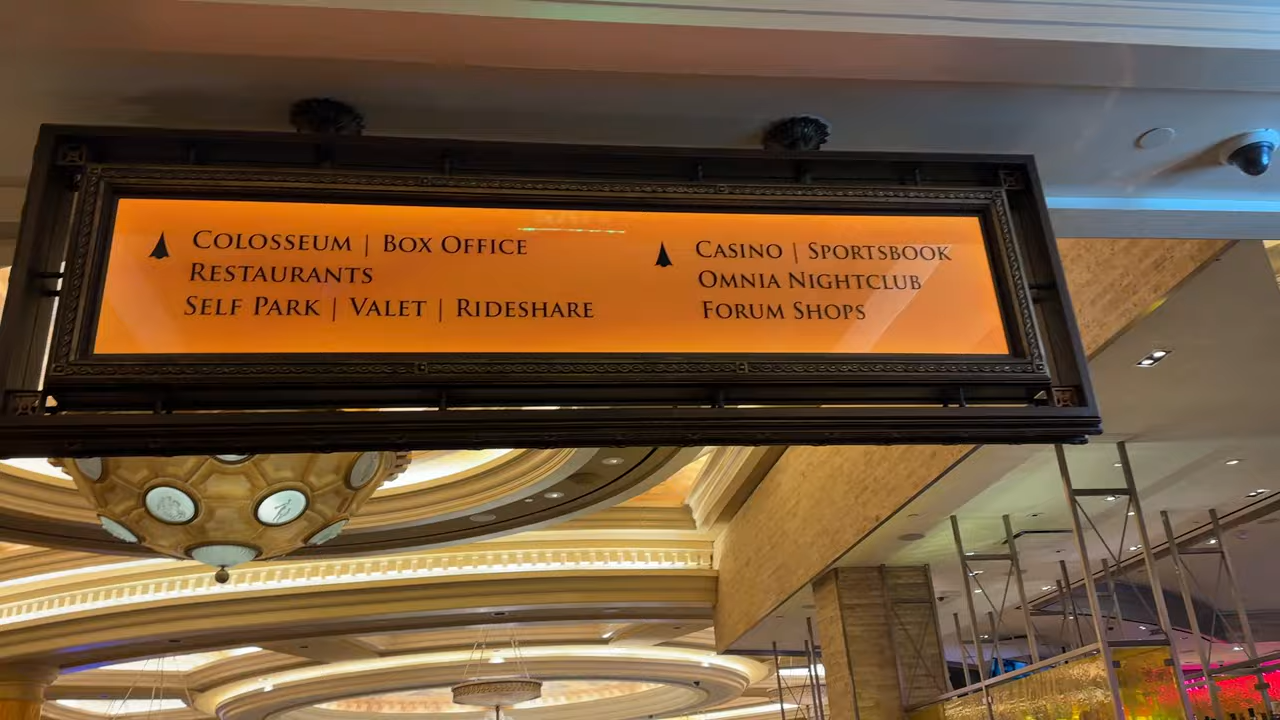 COLOSSEUM | BOX OFFICE
RESTAURANTS
SELF PARK | VALET | RIDESHARE
CASINO | SPORTSBOOK
OMNIA NIGHTCLUB
FORUM SHOPS